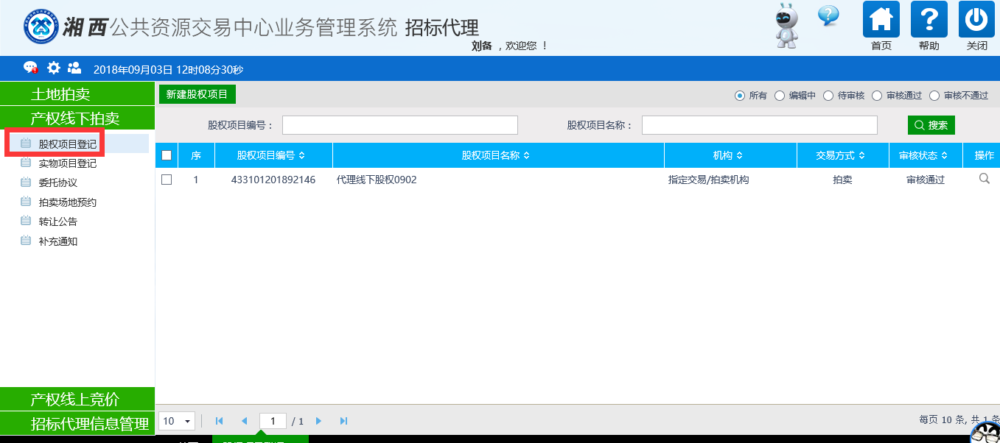 湘西公共资源交易中心业务管理系统 招标代理
刘备 ，欢迎您 ！
首页
帮助
关闭
2018年09月03日 12时08分30秒
土地拍卖
产权线下拍卖
股权项目登记
实物项目登记
委托协议
拍卖场地预约
转让公告
补充通知
产权线上竞价
招标代理信息管理
新建股权项目
所有 编辑中 待审核 审核通过 审核不通过
股权项目编号： 股权项目名称： 搜索
序 股权项目编号 股权项目名称 机构 交易方式 审核状态 操作
1 433101201892146 代理线下股权0902 指定交易/拍卖机构 拍卖 审核通过
10 1 / 1 每页 10 条, 共 1 条